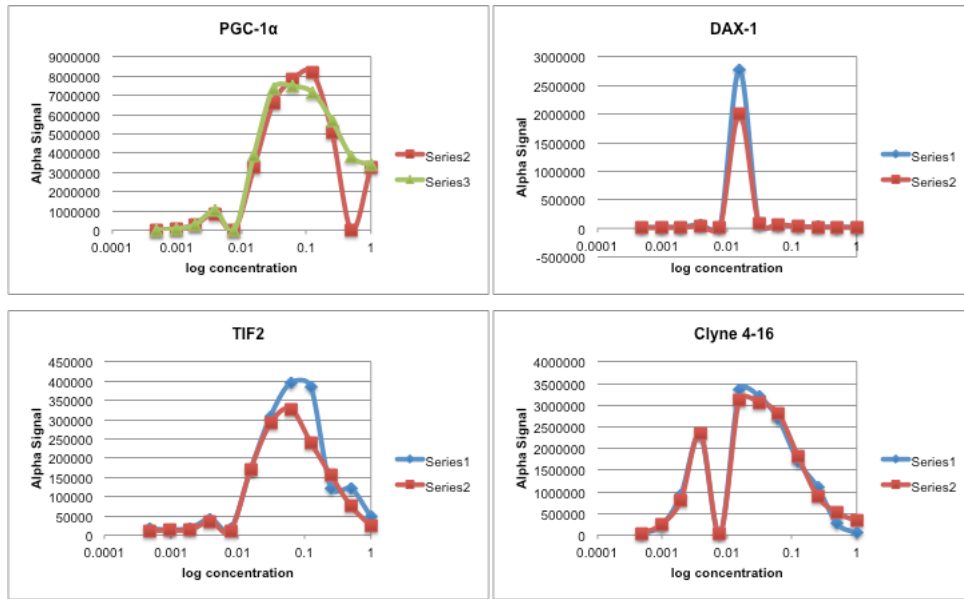 PGC-1α
9000000
8000000
7000000
6000000
5000000
4000000
3000000
2000000
1000000
0
Alpha Signal
0.0001 0.001 0.01 0.1 1
log concentration
Series2
Series3
DAX-1
3000000
2500000
2000000
1500000
1000000
500000
0
-500000
Alpha Signal
0.0001 0.001 0.01 0.1 1
log concentration
Series1
Series2
TIF2
450000
400000
350000
300000
250000
200000
150000
100000
50000
0
Alpha Signal
0.0001 0.001 0.01 0.1 1
log concentration
Series1
Series2
Clyne 4-16
4000000
3500000
3000000
2500000
2000000
1500000
1000000
500000
0
Alpha Signal
0.0001 0.001 0.01 0.1 1
log concentration
Series1
Series2